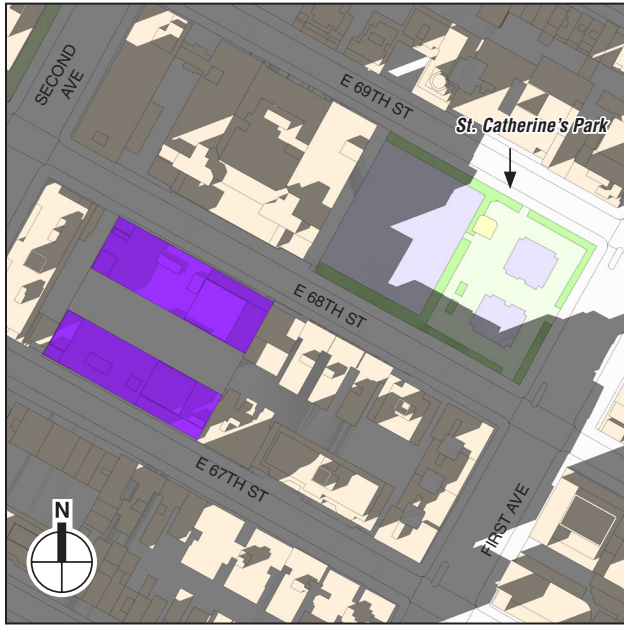 SECOND
AVE
E 69TH ST
St. Catherine's Park
E 68TH ST
E 67TH ST
FIRST AVE
N